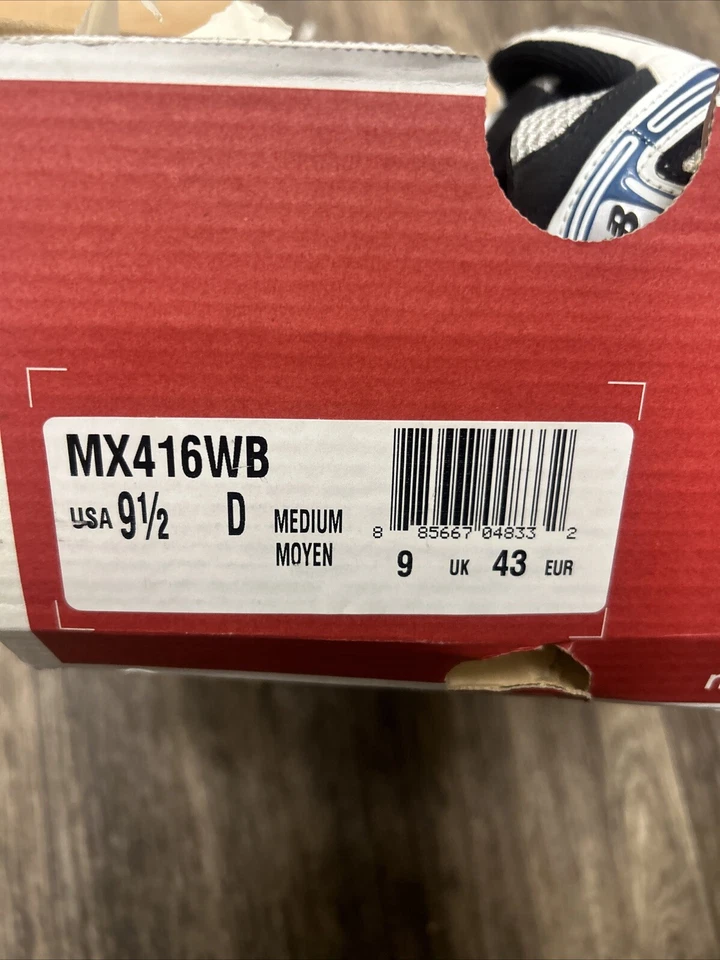 MX416WB
USA 9½ D MEDIUM
MOYEN
8 85667 04833 2
9 UK 43 EUR